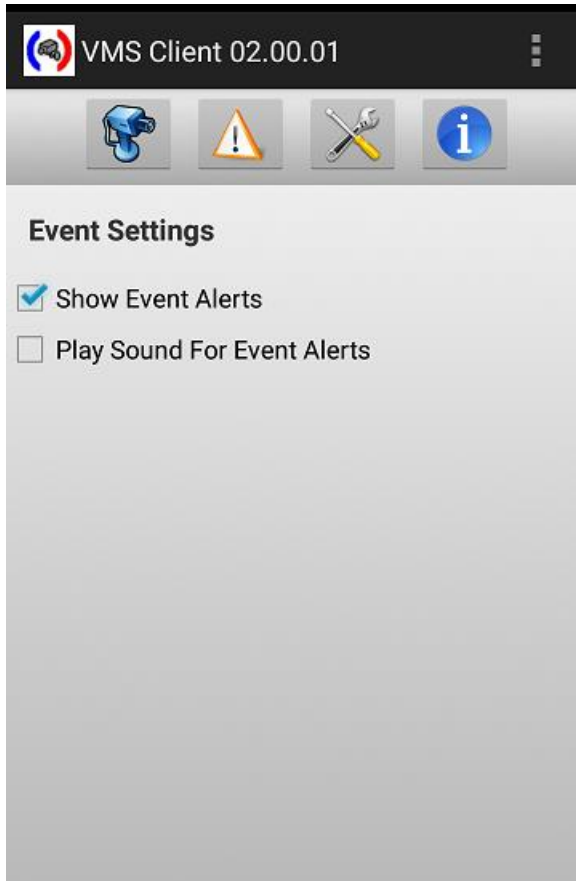 VMS Client 02.00.01
Event Settings
Show Event Alerts
Play Sound For Event Alerts